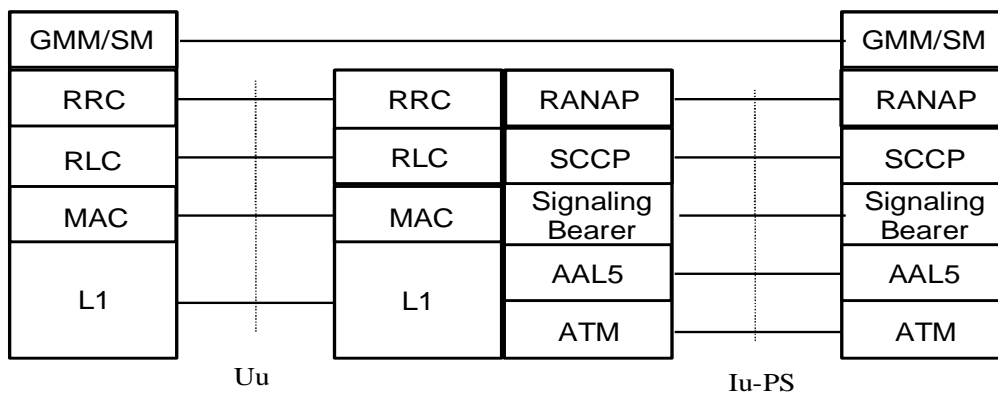 GMM/SM
GMM/SM
RRC
RRC
RANAP
RANAP
RLC
RLC
SCCP
SCCP
MAC
MAC
Signaling
Bearer
Signaling
Bearer
L1
L1
AAL5
AAL5
ATM
ATM
Uu
Iu-PS